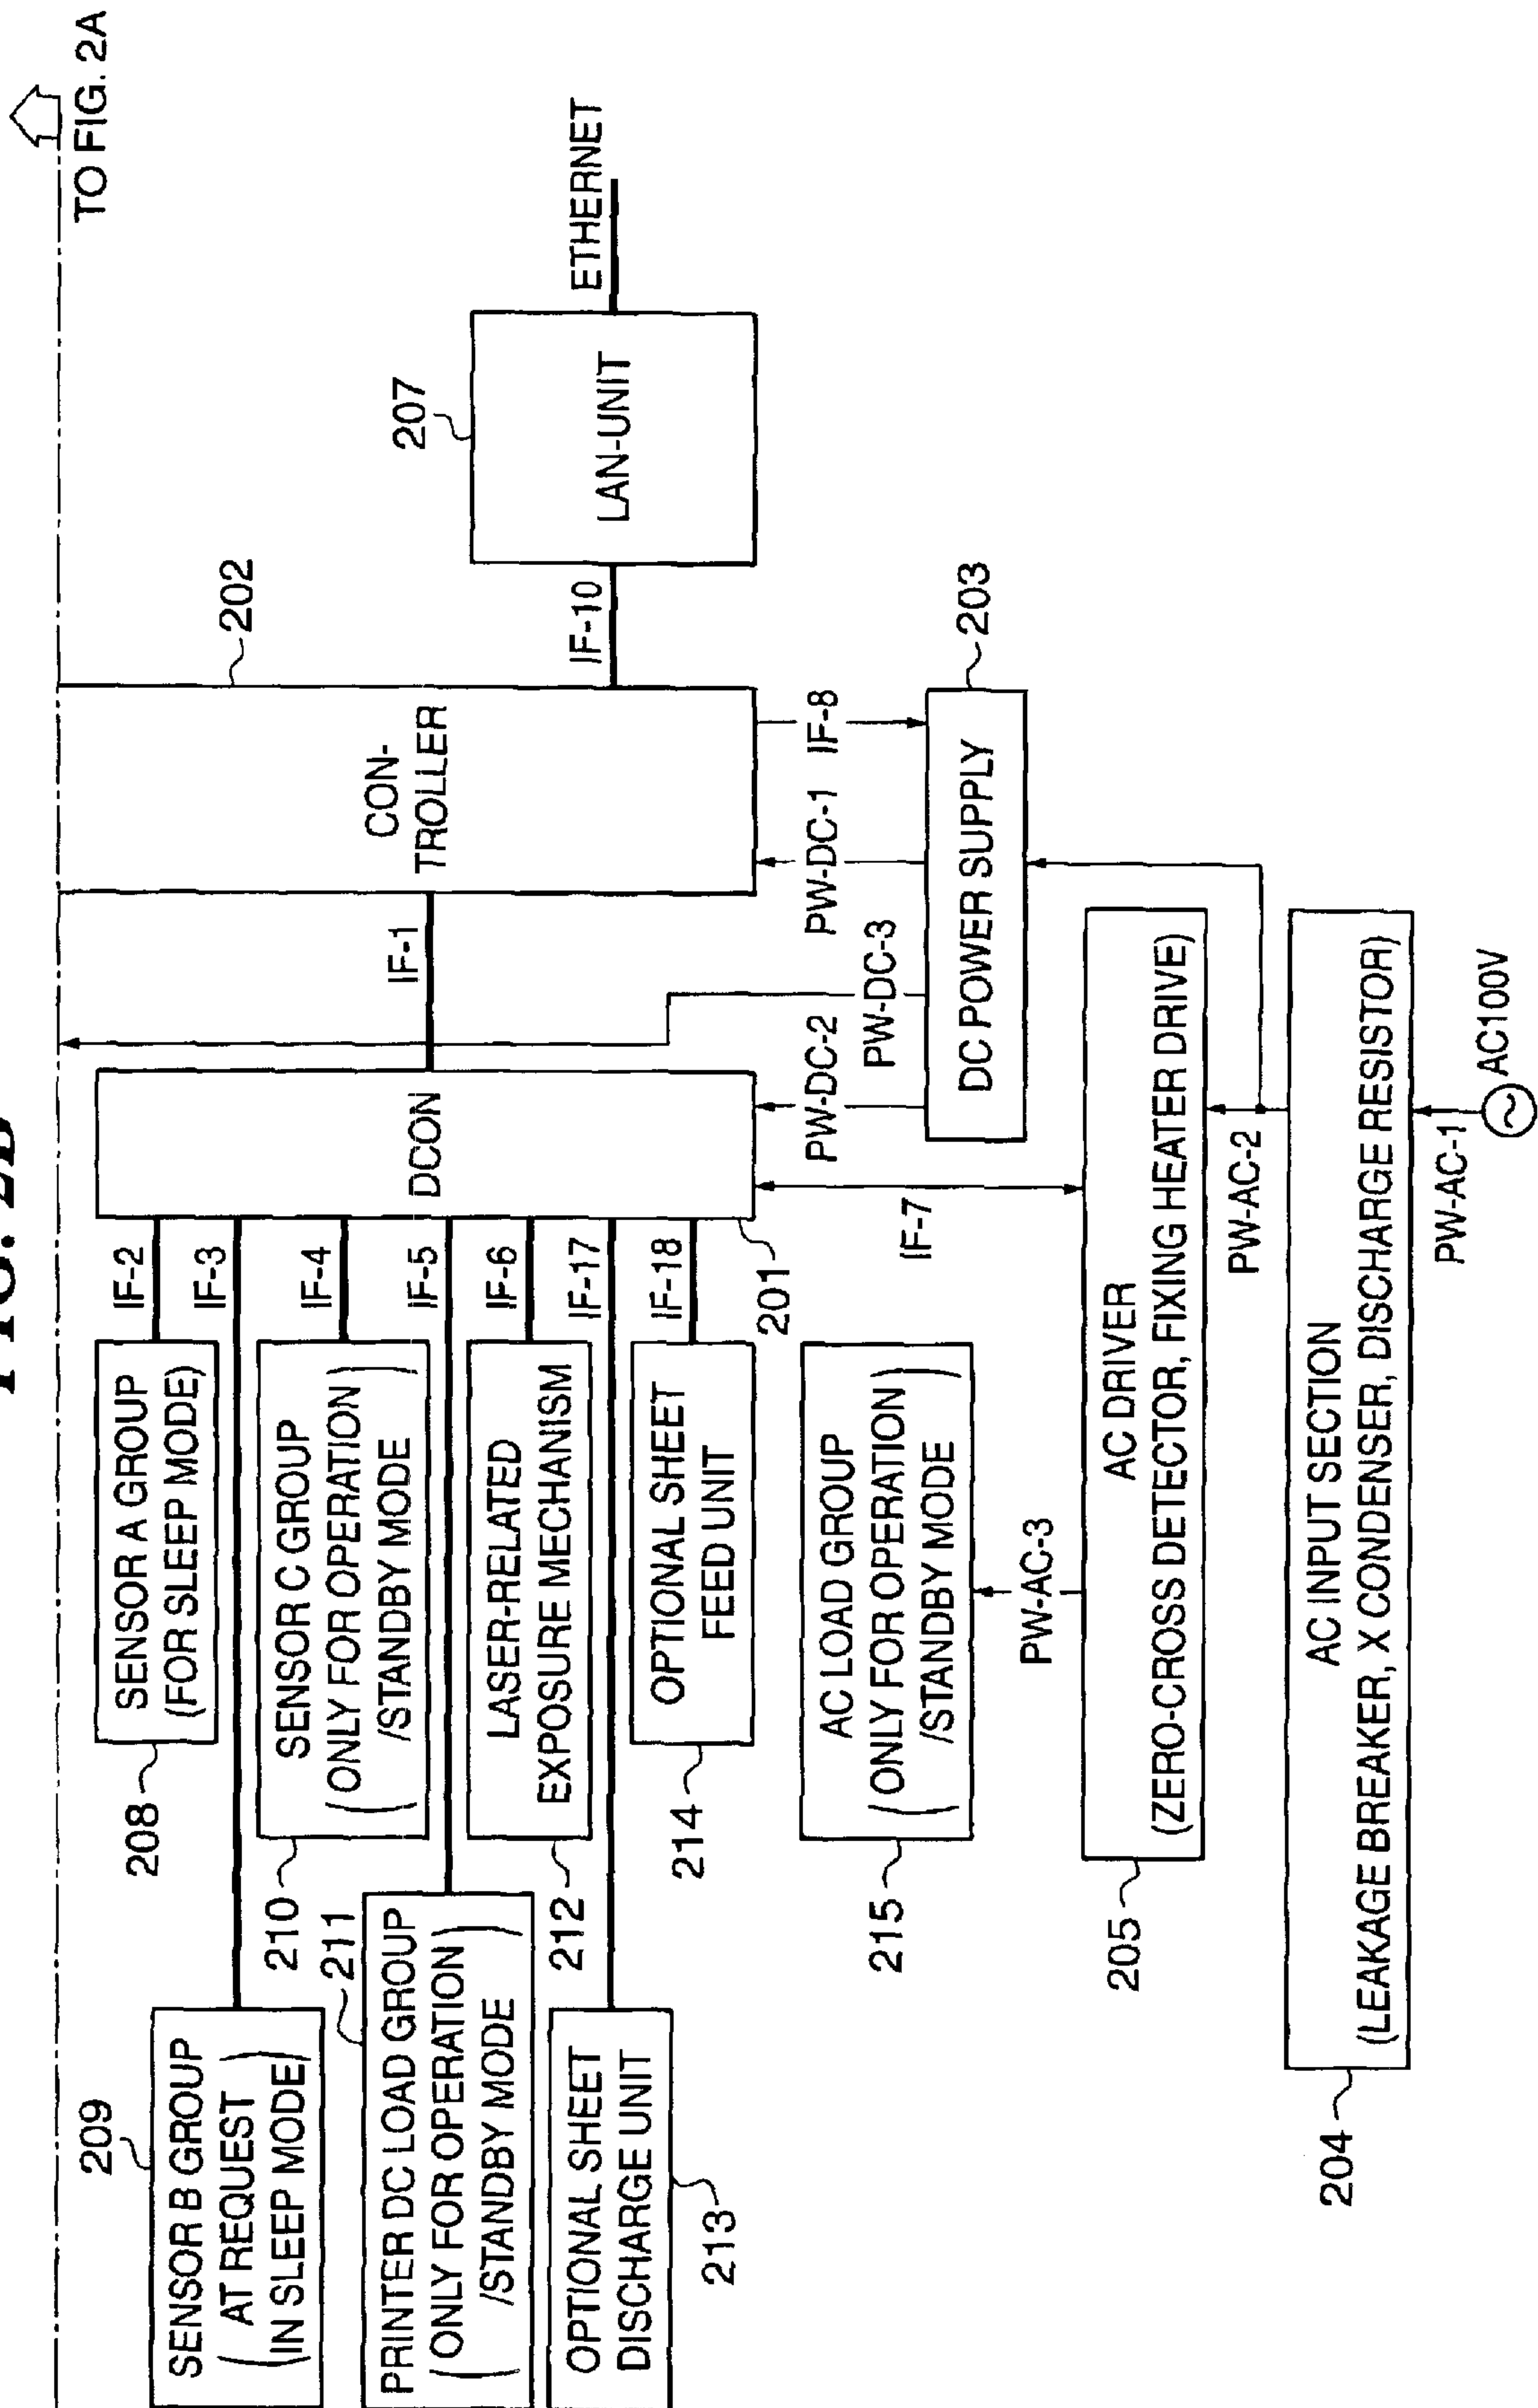 FIG. 2B
TO FIG. 2A
209
SENSOR B GROUP
(AT REQUEST
IN SLEEP MODE)
208
SENSOR A GROUP
(FOR SLEEP MODE)
IF-2
IF-3
210
SENSOR C GROUP
(ONLY FOR OPERATION
/STANDBY MODE)
IF-4
211
PRINTER DC LOAD GROUP
(ONLY FOR OPERATION
/STANDBY MODE)
IF-5
212
LASER-RELATED
EXPOSURE MECHANISM
IF-6
213
OPTIONAL SHEET
DISCHARGE UNIT
IF-17
214
OPTIONAL SHEET
FEED UNIT
IF-18
201
DCON
IF-1
202
CON-
TROLLER
IF-10
207
LAN-UNIT
ETHERNET
PW-DC-2
PW-DC-3
PW-DC-1
IF-8
203
DC POWER SUPPLY
IF-7
215
AC LOAD GROUP
(ONLY FOR OPERATION
/STANDBY MODE)
PW-AC-3
205
AC DRIVER
(ZERO-CROSS DETECTOR, FIXING HEATER DRIVE)
PW-AC-2
204
AC INPUT SECTION
(LEAKAGE BREAKER, X CONDENSER, DISCHARGE RESISTOR)
PW-AC-1
AC100V